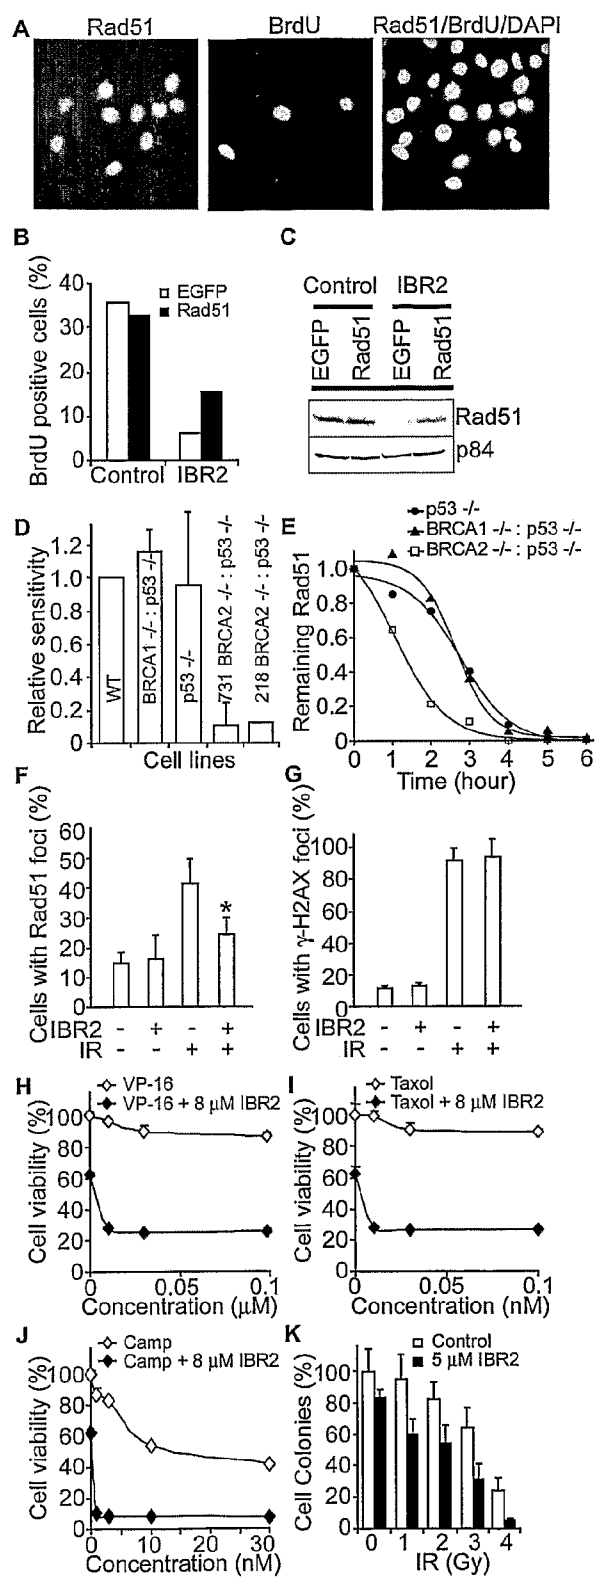 A
Rad51 BrdU Rad51/BrdU/DAPI
B
BrdU positive cells (%)
40
30
20
10
0
EGFP
Rad51
Control IBR2
C
Control IBR2
EGFP Rad51 EGFP Rad51
Rad51
p84
D
Relative sensitivity
1.2
1.0
0.8
0.6
0.4
0.2
0
WT
BRCA1 -/- : p53 -/-
p53 -/-
731 BRCA2 -/- : p53 -/-
218 BRCA2 -/- : p53 -/-
Cell lines
E
p53 -/-
BRCA1 -/- : p53 -/-
BRCA2 -/- : p53 -/-
Remaining Rad51
1.0
0.8
0.6
0.4
0.2
0
0 1 2 3 4 5 6
Time (hour)
F
Cells with Rad51 foci (%)
60
50
40
30
20
10
0
*
IBR2 - + - +
IR - - + +
G
Cells with γ-H2AX foci (%)
100
80
60
40
20
0
IBR2 - + - +
IR - - + +
H
VP-16
VP-16 + 8 μM IBR2
Cell viability (%)
100
80
60
40
20
0
0 0.05 0.1
Concentration (μM)
I
Taxol
Taxol + 8 μM IBR2
Cell viability (%)
100
80
60
40
20
0
0 0.05 0.1
Concentration (nM)
J
Camp
Camp + 8 μM IBR2
Cell viability (%)
100
80
60
40
20
0
0 10 20 30
Concentration (nM)
K
Control
5 μM IBR2
Cell Colonies (%)
100
80
60
40
20
0
0 1 2 3 4
IR (Gy)